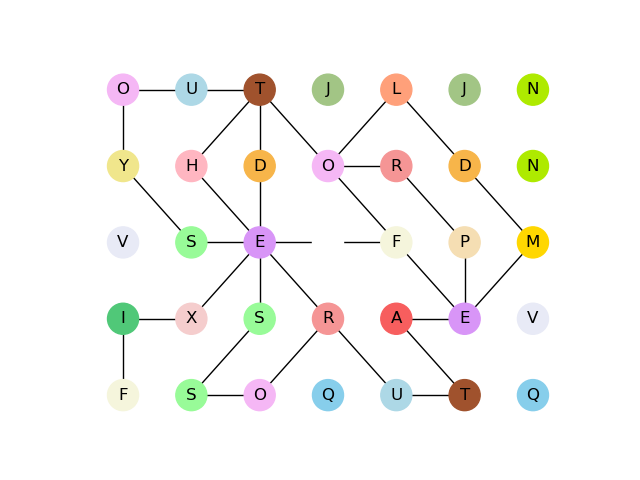 O U T J L J N
Y H D O R D N
V S E F P M
I X S R A E V
F S O Q U T Q